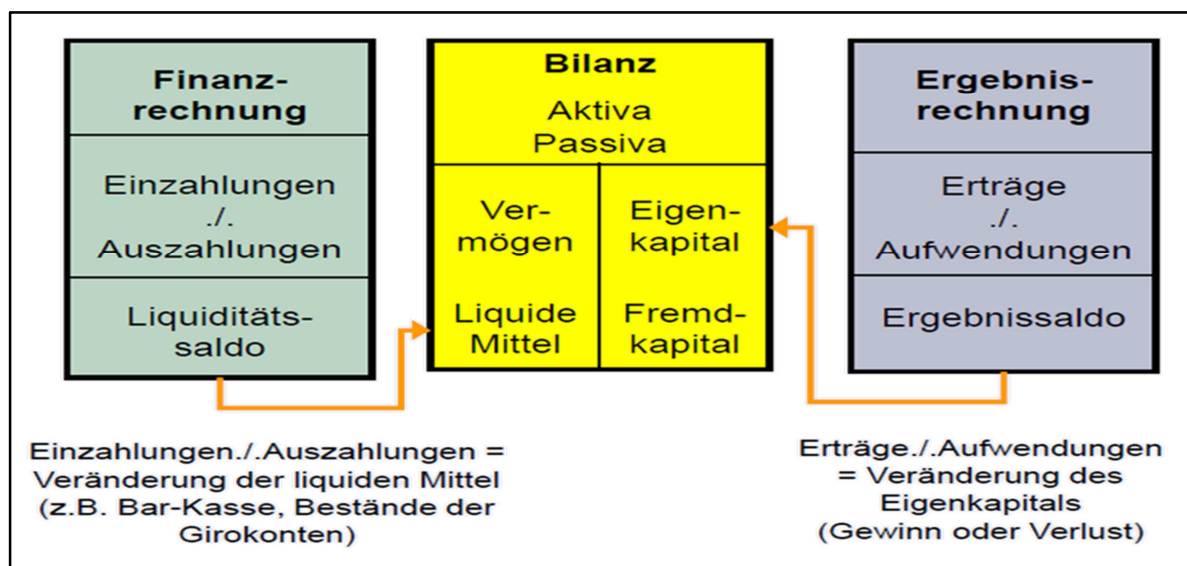 Finanz-
rechnung
Einzahlungen
./.
Auszahlungen
Liquiditäts-
saldo
Bilanz
Aktiva
Passiva
Ver-
mögen
Liquide
Mittel
Eigen-
kapital
Fremd-
kapital
Ergebnis-
rechnung
Erträge
./.
Aufwendungen
Ergebnissaldo
Einzahlungen./.Auszahlungen =
Veränderung der liquiden Mittel
(z.B. Bar-Kasse, Bestände der
Girokonten)
Erträge./.Aufwendungen
= Veränderung des
Eigenkapitals
(Gewinn oder Verlust)